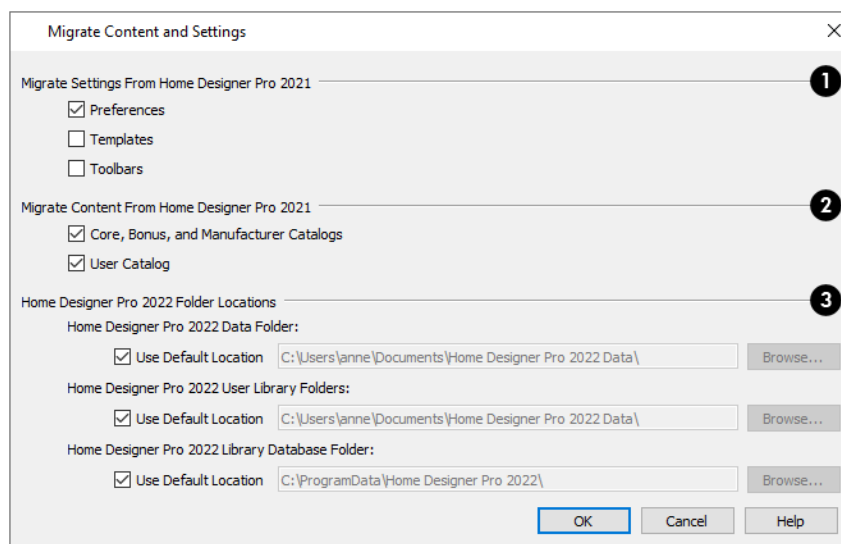 Migrate Content and Settings
Migrate Settings From Home Designer Pro 2021 1
Preferences
Templates
Toolbars
Migrate Content From Home Designer Pro 2021 2
Core, Bonus, and Manufacturer Catalogs
User Catalog
Home Designer Pro 2022 Folder Locations 3
Home Designer Pro 2022 Data Folder:
Use Default Location C:\Users\anne\Documents\Home Designer Pro 2022 Data\ Browse...
Home Designer Pro 2022 User Library Folders:
Use Default Location C:\Users\anne\Documents\Home Designer Pro 2022 Data\ Browse...
Home Designer Pro 2022 Library Database Folder:
Use Default Location C:\ProgramData\Home Designer Pro 2022\ Browse...
OK Cancel Help